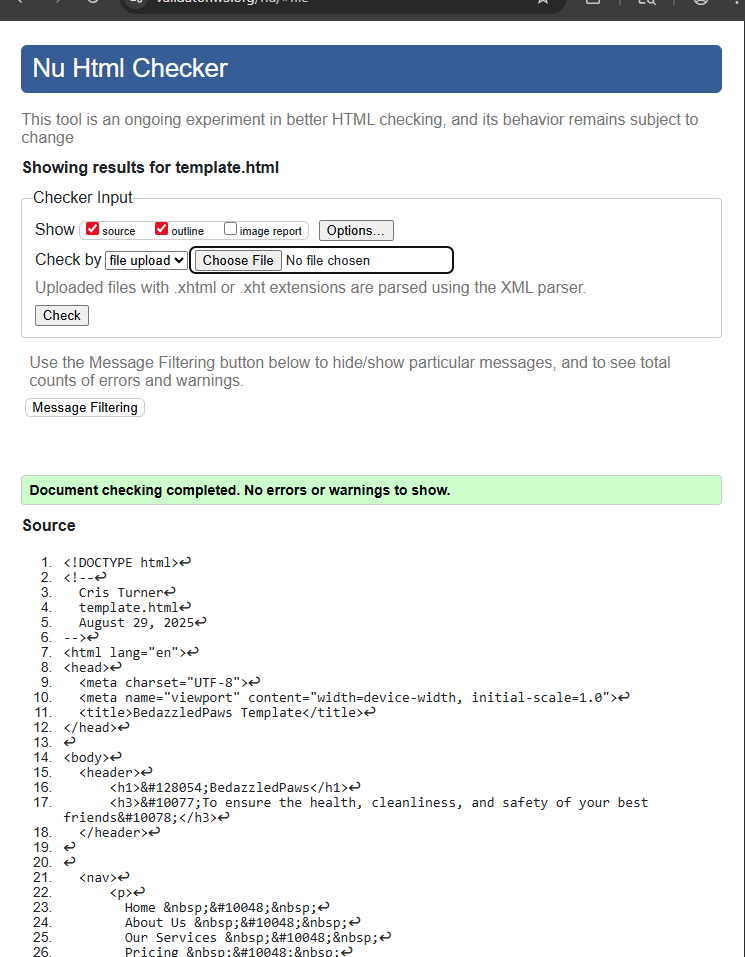 Nu Html Checker
This tool is an ongoing experiment in better HTML checking, and its behavior remains subject to
change
Showing results for template.html
Checker Input
Show source outline image report Options...
Check by file upload Choose File No file chosen
Uploaded files with .xhtml or .xht extensions are parsed using the XML parser.
Check
Use the Message Filtering button below to hide/show particular messages, and to see total
counts of errors and warnings.
Message Filtering
Document checking completed. No errors or warnings to show.
Source
1. <!DOCTYPE html>↩
2. <!--↩
3.   Cris Turner↩
4.   template.html↩
5.   August 29, 2025↩
6. -->↩
7. <html lang="en">↩
8. <head>↩
9.   <meta charset="UTF-8">↩
10.   <meta name="viewport" content="width=device-width, initial-scale=1.0">↩
11.   <title>BedazzledPaws Template</title>↩
12. </head>↩
13. ↩
14. <body>↩
15.   <header>↩
16.       <h1>&#128054;BedazzledPaws</h1>↩
17.       <h3>&#10077;To ensure the health, cleanliness, and safety of your best
friends&#10078;</h3>↩
18.   </header>↩
19. ↩
20. ↩
21.   <nav>↩
22.       <p>↩
23.         Home &nbsp;&#10048;&nbsp;↩
24.         About Us &nbsp;&#10048;&nbsp;↩
25.         Our Services &nbsp;&#10048;&nbsp;↩
26.         Pricing &nbsp;&#10048;&nbsp;↩